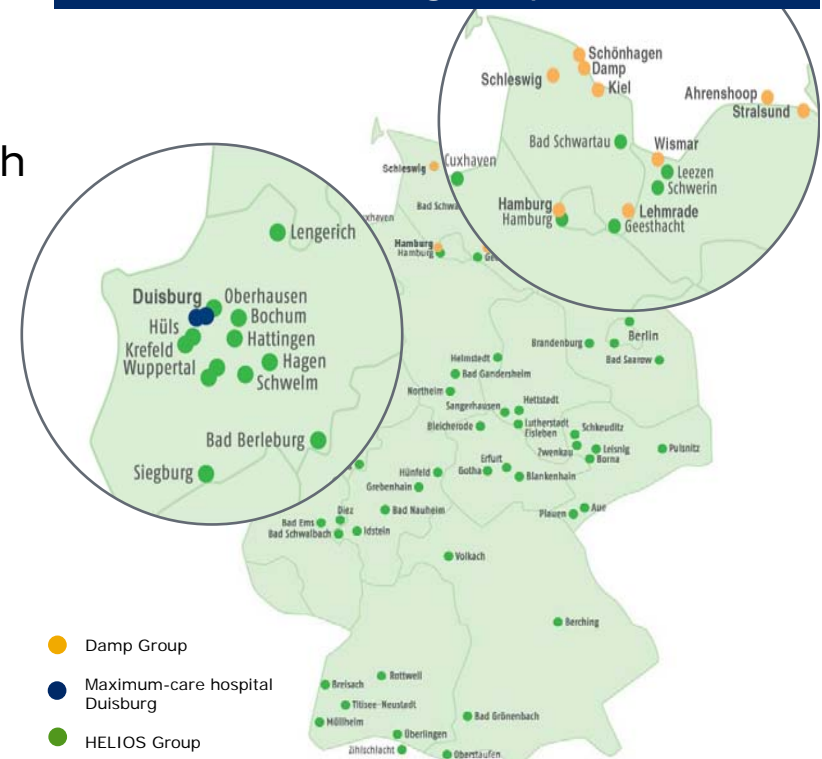 h
Schönhagen
Damp
Schleswig
Kiel
Ahrenshoop
Stralsund
Bad Schwartau
Wismar
Leezen
Schwerin
Cuxhaven
Hamburg
Hamburg
Lehmrade
Geesthacht
Schleswig
Bad Schwa
xhaven
Hamburg
Hamburg
Lengerich
Duisburg
Oberhausen
Bochum
Hüls
Hattingen
Krefeld
Hagen
Wuppertal
Schwelm
Bad Berleburg
Siegburg
Berlin
Brandenburg
Bad Saarow
Helmstedt
Bad Gandersheim
Northeim
Hettstedt
Sangerhausen
Bleicherode
Lutherstadt
Eisleben
Schkeuditz
Zwenkau
Leisnig
Borna
Pulsnitz
Erfurt
Gotha
Blankenhain
Hünfeld
Grebenhain
Diez
Bad Nauheim
Bad Ems
Idstein
Bad Schwalbach
Plauen
Aue
Volkach
Berching
Rottweil
Breisach
Titisee-Neustadt
Müllheim
Bad Grönenbach
Überlingen
Zihlschlacht
Oberstaufen
Damp Group
Maximum-care hospital
Duisburg
HELIOS Group